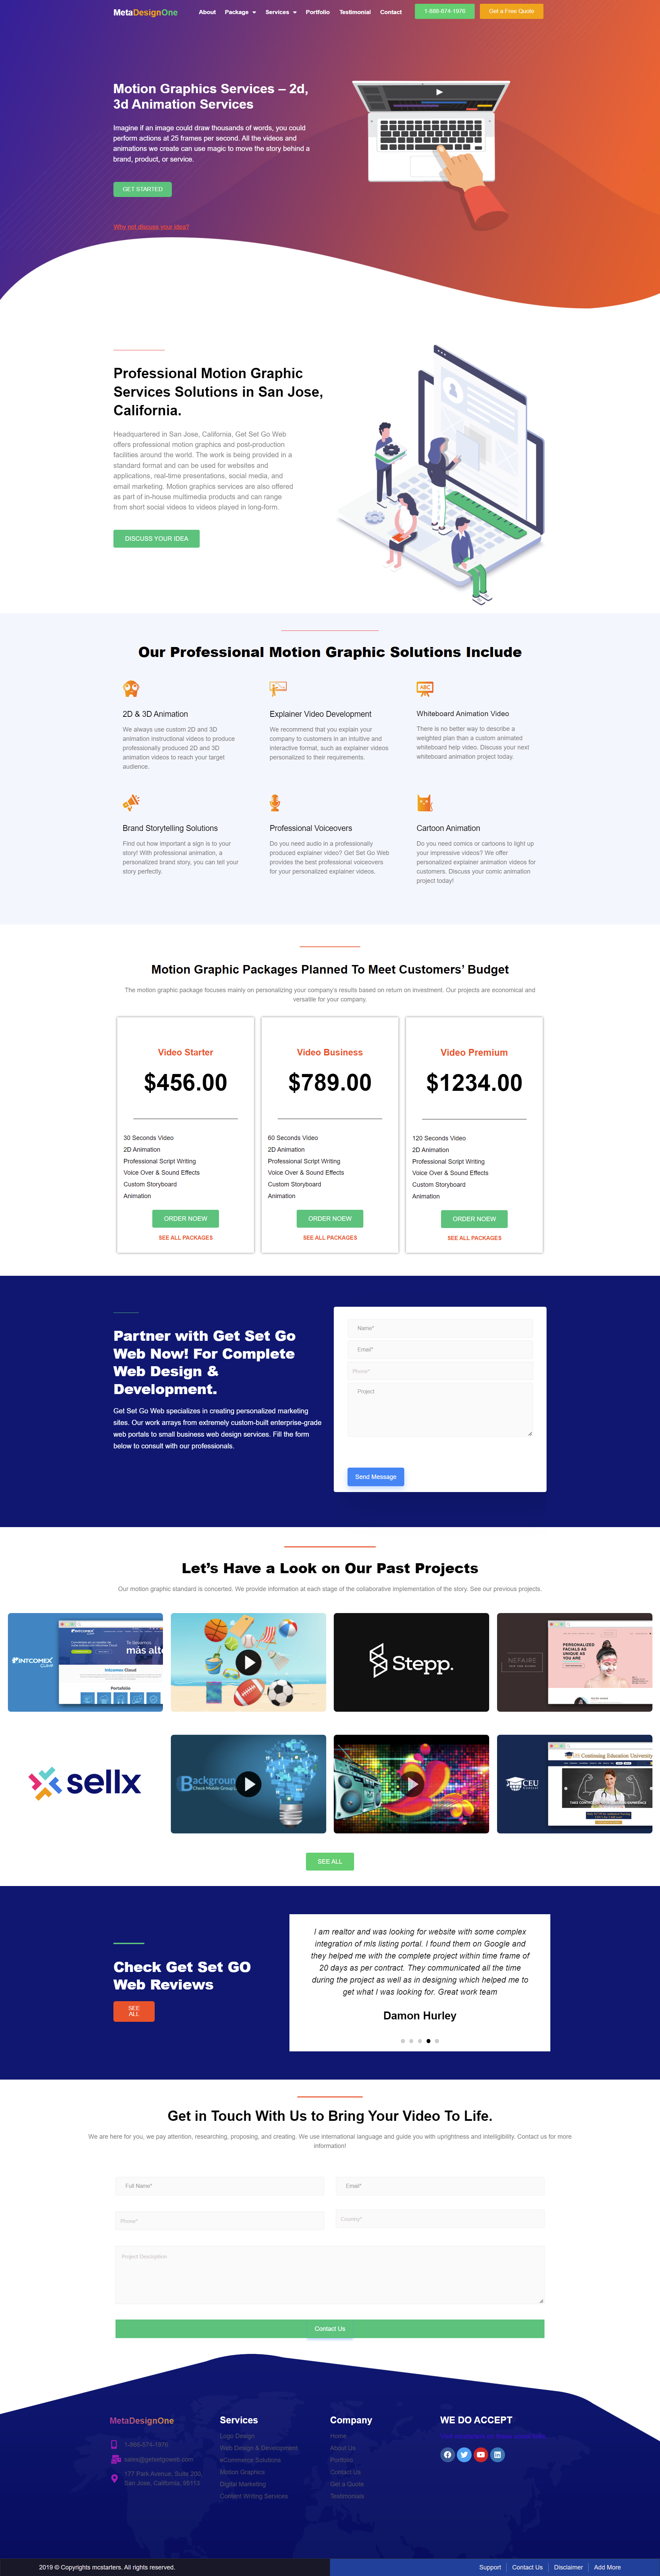 MetaDesignOne
About
Package
Services
Portfolio
Testimonial
Contact
1-866-674-1976
Get a Free Quote
Motion Graphics Services – 2d,
3d Animation Services
Imagine if an image could draw thousands of words, you could
perform actions at 25 frames per second. All the videos and
animations we create can use magic to move the story behind a
brand, product, or service.
GET STARTED
Why not discuss your idea?
Professional Motion Graphic
Services Solutions in San Jose,
California.
Headquartered in San Jose, California, Get Set Go Web
offers professional motion graphics and post-production
facilities around the world. The work is being provided in a
standard format and can be used for websites and
applications, real-time presentations, social media, and
email marketing. Motion graphics services are also offered
as part of in-house multimedia products and can range
from short social videos to videos played in long-form.
DISCUSS YOUR IDEA
Our Professional Motion Graphic Solutions Include
2D & 3D Animation
We always use custom 2D and 3D
animation instructional videos to produce
professionally produced 2D and 3D
animation videos to reach your target
audience.
Explainer Video Development
We recommend that you explain your
company to customers in an intuitive and
interactive format, such as explainer videos
personalized to their requirements.
ABC
Whiteboard Animation Video
There is no better way to describe a
weighted plan than a custom animated
whiteboard help video. Discuss your next
whiteboard animation project today.
Brand Storytelling Solutions
Find out how important a sign is to your
story! With professional animation, a
personalized brand story, you can tell your
story perfectly.
Professional Voiceovers
Do you need audio in a professionally
produced explainer video? Get Set Go Web
provides the best professional voiceovers
for your personalized explainer videos.
Cartoon Animation
Do you need comics or cartoons to light up
your impressive videos? We offer
personalized explainer animation videos for
customers. Discuss your comic animation
project today!
Motion Graphic Packages Planned To Meet Customers’ Budget
The motion graphic package focuses mainly on personalizing your company’s results based on return on investment. Our projects are economical and
versatile for your company.
Video Starter
$456.00
30 Seconds Video
2D Animation
Professional Script Writing
Voice Over & Sound Effects
Custom Storyboard
Animation
ORDER NOEW
SEE ALL PACKAGES
Video Business
$789.00
60 Seconds Video
2D Animation
Professional Script Writing
Voice Over & Sound Effects
Custom Storyboard
Animation
ORDER NOEW
SEE ALL PACKAGES
Video Premium
$1234.00
120 Seconds Video
2D Animation
Professional Script Writing
Voice Over & Sound Effects
Custom Storyboard
Animation
ORDER NOEW
SEE ALL PACKAGES
Partner with Get Set Go
Web Now! For Complete
Web Design &
Development.
Get Set Go Web specializes in creating personalized marketing
sites. Our work arrays from extremely custom-built enterprise-grade
web portals to small business web design services. Fill the form
below to consult with our professionals.
Name*
Email*
Phone*
Project
Send Message
Let’s Have a Look on Our Past Projects
Our motion graphic standard is concerted. We provide information at each stage of the collaborative implementation of the story. See our previous projects.
INTCOMEX
CLOUD
INTCOMEX
Te llevamos
más alto
Intcomex Cloud
Portafolio
Stepp.
NEFAIRE
PERSONALIZED
FACIALS AS
UNIQUE AS
YOU ARE
sellx
Background
Check Mobile Group
CEU
Continuing Education University
TAKE CONTROL EXPERIENCE
SEE ALL
Check Get Set GO
Web Reviews
SEE
ALL
I am realtor and was looking for website with some complex
integration of mls listing portal. I found them on Google and
they helped me with the complete project within time frame of
20 days as per contract. They communicated all the time
during the project as well as in designing which helped me to
get what I was looking for. Great work team
Damon Hurley
Get in Touch With Us to Bring Your Video To Life.
We are here for you, we pay attention, researching, proposing, and creating. We use international language and guide you with uprightness and intelligibility. Contact us for more
information!
Full Name*
Email*
Phone*
Country*
Project Description
Contact Us
MetaDesignOne
1-866-674-1976
sales@getsetgoweb.com
177 Park Avenue, Suite 200,
San Jose, California, 95113
Services
Logo Design
Web Design & Development
eCommerce Solutions
Motion Graphics
Digital Marketing
Content Writing Services
Company
Home
About Us
Portfolio
Contact Us
Get a Quote
Testimonials
WE DO ACCEPT
2019 © Copyrights mcstarters. All rights reserved.
Support
Contact Us
Disclaimer
Add More